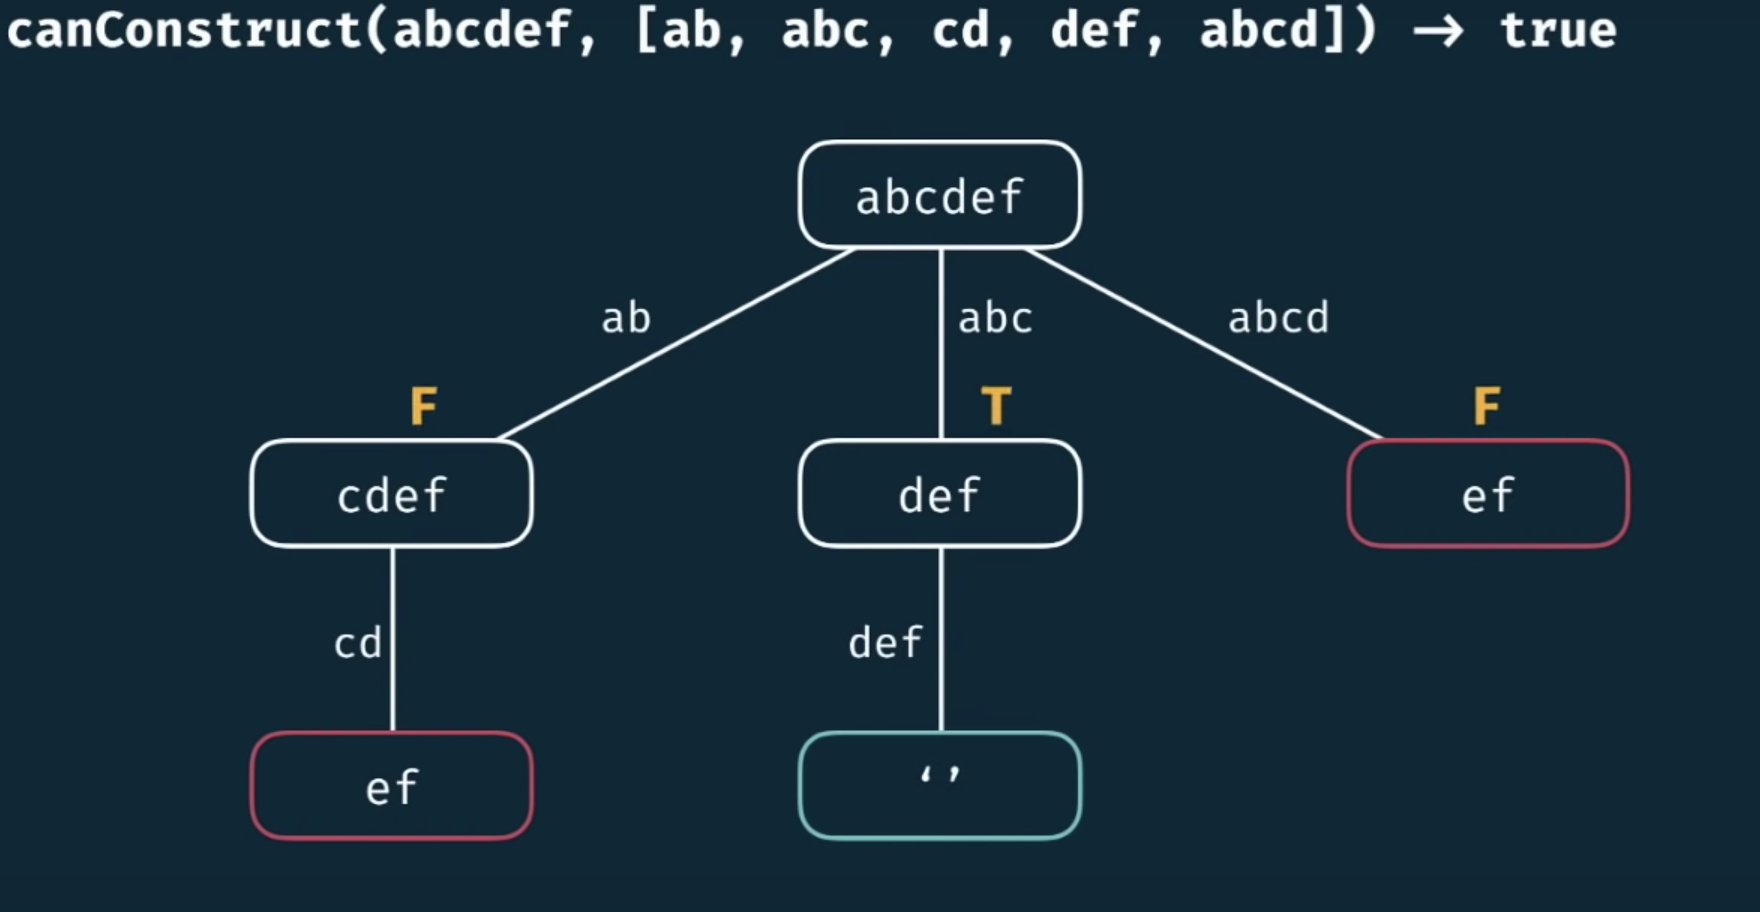 canConstruct(abcdef, [ab, abc, cd, def, abcd]) → true
abcdef
ab
abc
abcd
F
T
F
cdef
def
ef
cd
def
ef
‘ ’